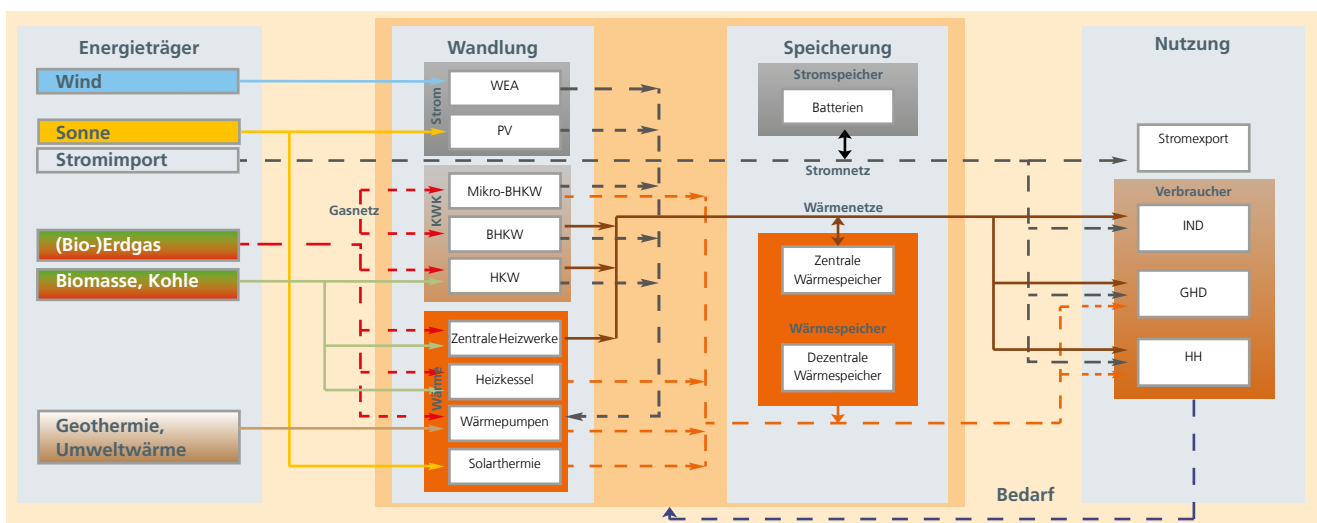 Energieträger
Wind
Sonne
Stromimport
(Bio-)Erdgas
Biomasse, Kohle
Geothermie,
Umweltwärme
Gasnetz
Wandlung
Strom
WEA
PV
KWK
Mikro-BHKW
BHKW
HKW
Wärme
Zentrale Heizwerke
Heizkessel
Wärmepumpen
Solarthermie
Speicherung
Stromspeicher
Batterien
Stromnetz
Wärmenetze
Zentrale
Wärmespeicher
Wärmespeicher
Dezentrale
Wärmespeicher
Nutzung
Stromexport
Verbraucher
IND
GHD
HH
Bedarf